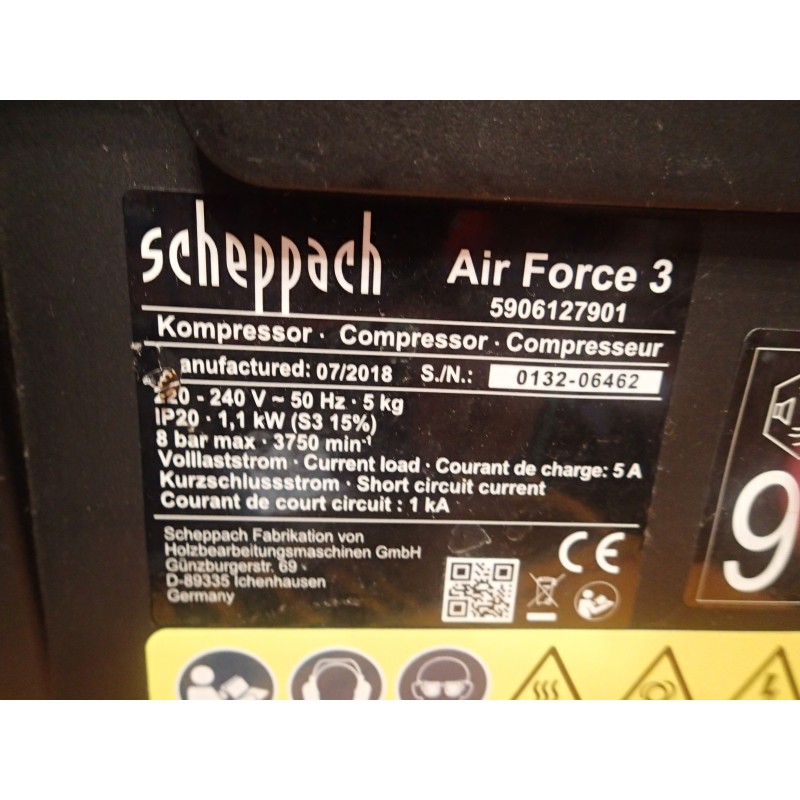 scheppach
Air Force 3
5906127901
Kompressor · Compressor · Compresseur
anufactured: 07/2018 S./N.: 0132-06462
20 - 240 V ~ 50 Hz · 5 kg
IP20 · 1,1 kW (S3 15%)
8 bar max · 3750 min⁻¹
Volllaststrom · Current load · Courant de charge: 5 A
Kurzschlussstrom · Short circuit current
Courant de court circuit : 1 kA
Scheppach Fabrikation von
Holzbearbeitungsmaschinen GmbH
Günzburgerstr. 69 ·
D-89335 Ichenhausen
Germany
CE
9